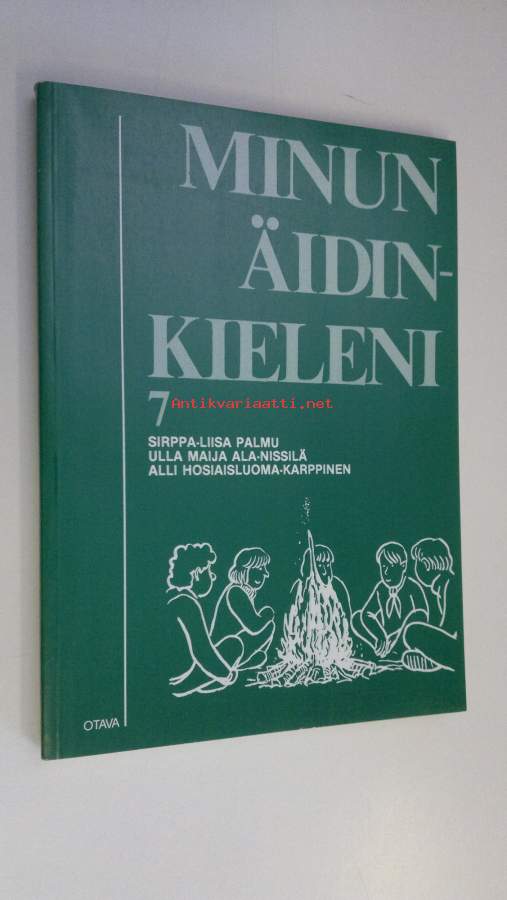 MINUN
ÄIDIN-
KIELENI
7
Antikvariaatti.net
SIRPPA-LIISA PALMU
ULLA MAIJA ALA-NISSILÄ
ALLI HOSIAISLUOMA-KARPPINEN
OTAVA